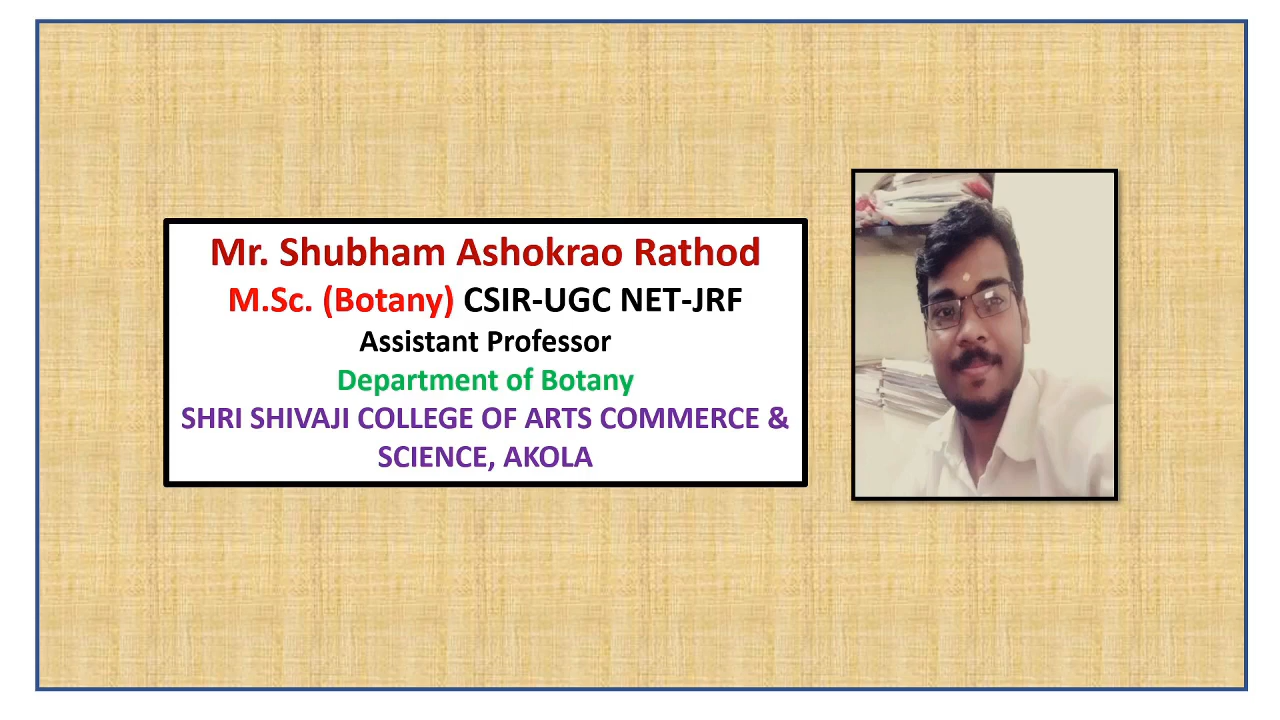 Mr. Shubham Ashokrao Rathod
M.Sc. (Botany) CSIR-UGC NET-JRF
Assistant Professor
Department of Botany
SHRI SHIVAJI COLLEGE OF ARTS COMMERCE &
SCIENCE, AKOLA